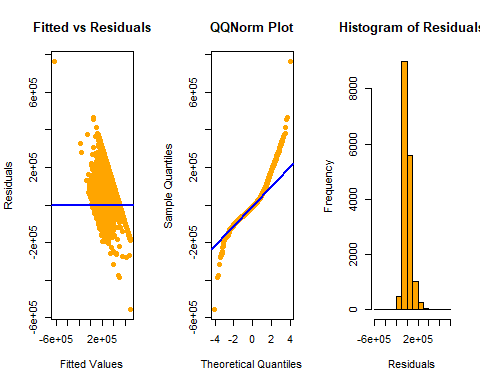 Fitted vs Residuals
QQNorm Plot
Histogram of Residuals
Residuals
-6e+05 -2e+05 2e+05 6e+05
-6e+05 2e+05
Fitted Values
Sample Quantiles
-6e+05 -2e+05 2e+05 6e+05
-4 -2 0 2 4
Theoretical Quantiles
Frequency
0 2000 4000 6000 8000
-6e+05 2e+05
Residuals